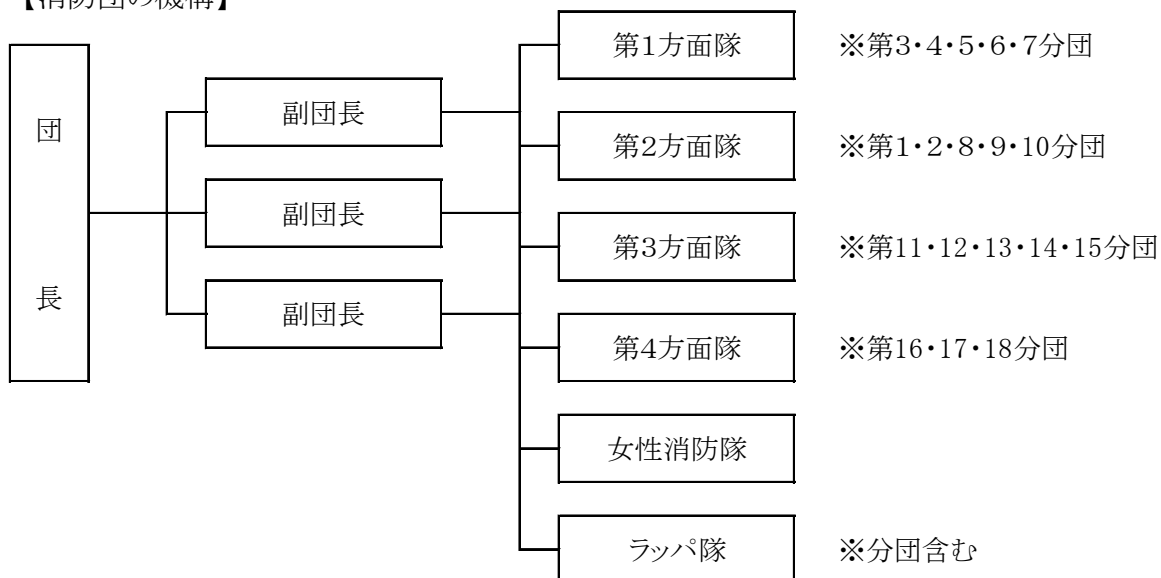 【消防団の機構】
団長
副団長
副団長
副団長
第1方面隊 ※第3・4・5・6・7分団
第2方面隊 ※第1・2・8・9・10分団
第3方面隊 ※第11・12・13・14・15分団
第4方面隊 ※第16・17・18分団
女性消防隊
ラッパ隊 ※分団含む